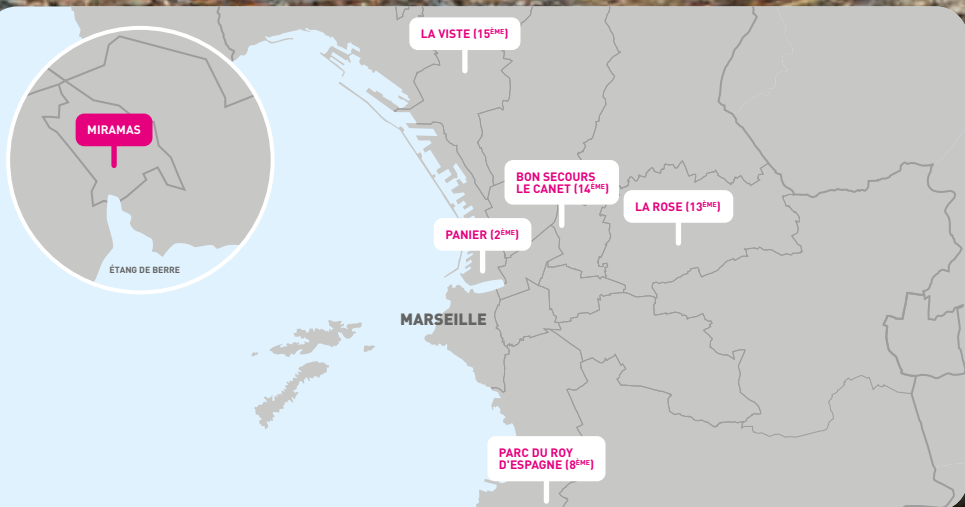 LA VISTE (15ÈME)
MIRAMAS
BON SECOURS
LE CANET (14ÈME)
LA ROSE (13ÈME)
PANIER (2ÈME)
ÉTANG DE BERRE
MARSEILLE
PARC DU ROY
D'ESPAGNE (8ÈME)